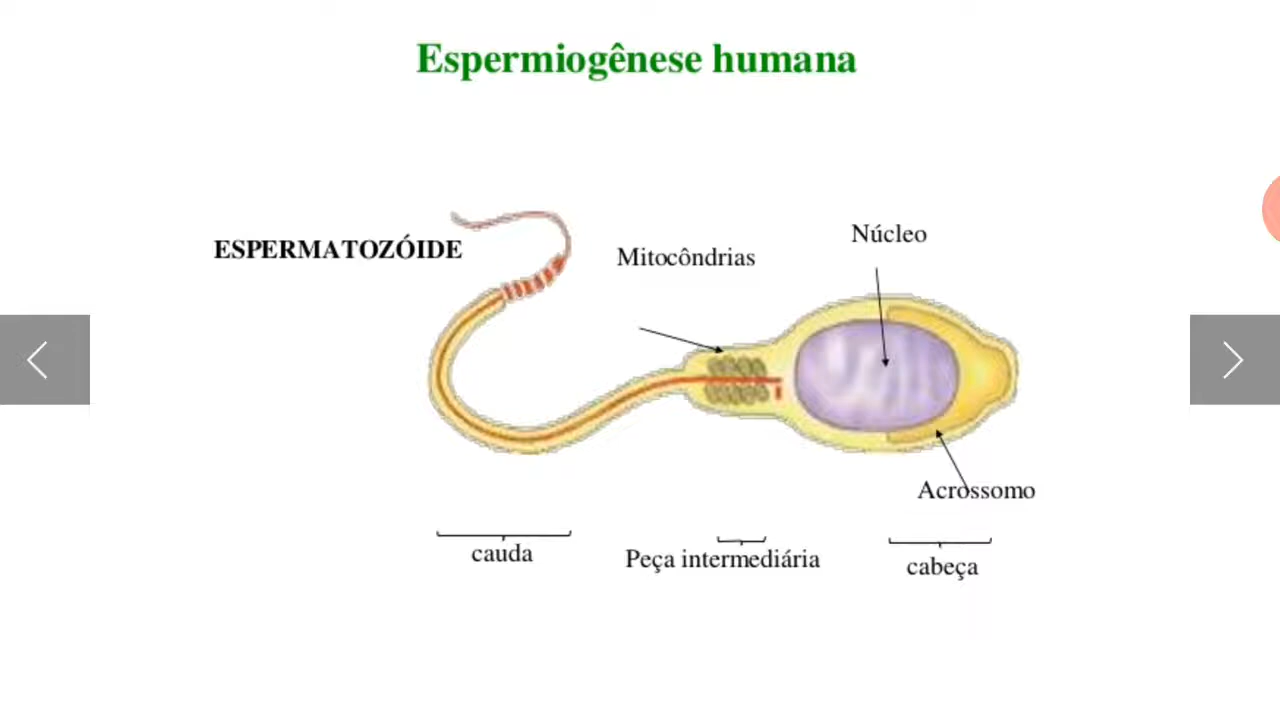 Espermiogênese humana
ESPERMATOZÓIDE
Mitocôndrias
Núcleo
Acrossomo
cauda
Peça intermediária
cabeça